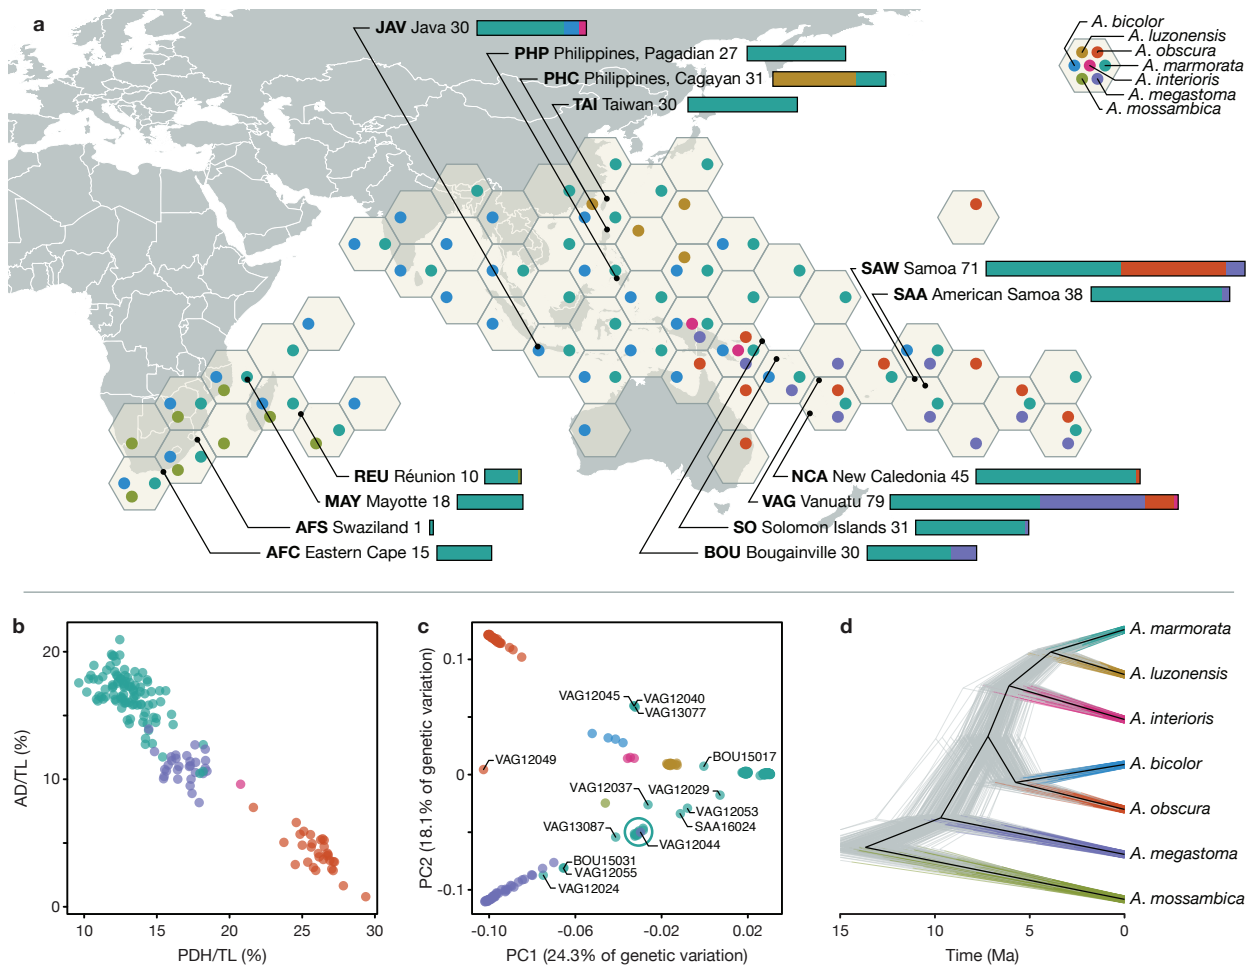 a
JAV Java 30
PHP Philippines, Pagadian 27
PHC Philippines, Cagayan 31
TAI Taiwan 30
A. bicolor
A. luzonensis
A. obscura
A. marmorata
A. interioris
A. megastoma
A. mossambica
SAW Samoa 71
SAA American Samoa 38
REU Réunion 10
MAY Mayotte 18
AFS Swaziland 1
AFC Eastern Cape 15
NCA New Caledonia 45
VAG Vanuatu 79
SO Solomon Islands 31
BOU Bougainville 30
b
AD/TL (%)
20
10
0
10
15
20
25
30
PDH/TL (%)
c
PC2 (18.1% of genetic variation)
0.1
0
-0.1
VAG12045
VAG12040
VAG13077
VAG12049
BOU15017
VAG12037
VAG12029
VAG12053
SAA16024
VAG13087
VAG12044
BOU15031
VAG12055
VAG12024
-0.10
-0.06
-0.02
0.02
PC1 (24.3% of genetic variation)
d
A. marmorata
A. luzonensis
A. interioris
A. bicolor
A. obscura
A. megastoma
A. mossambica
15
10
5
0
Time (Ma)